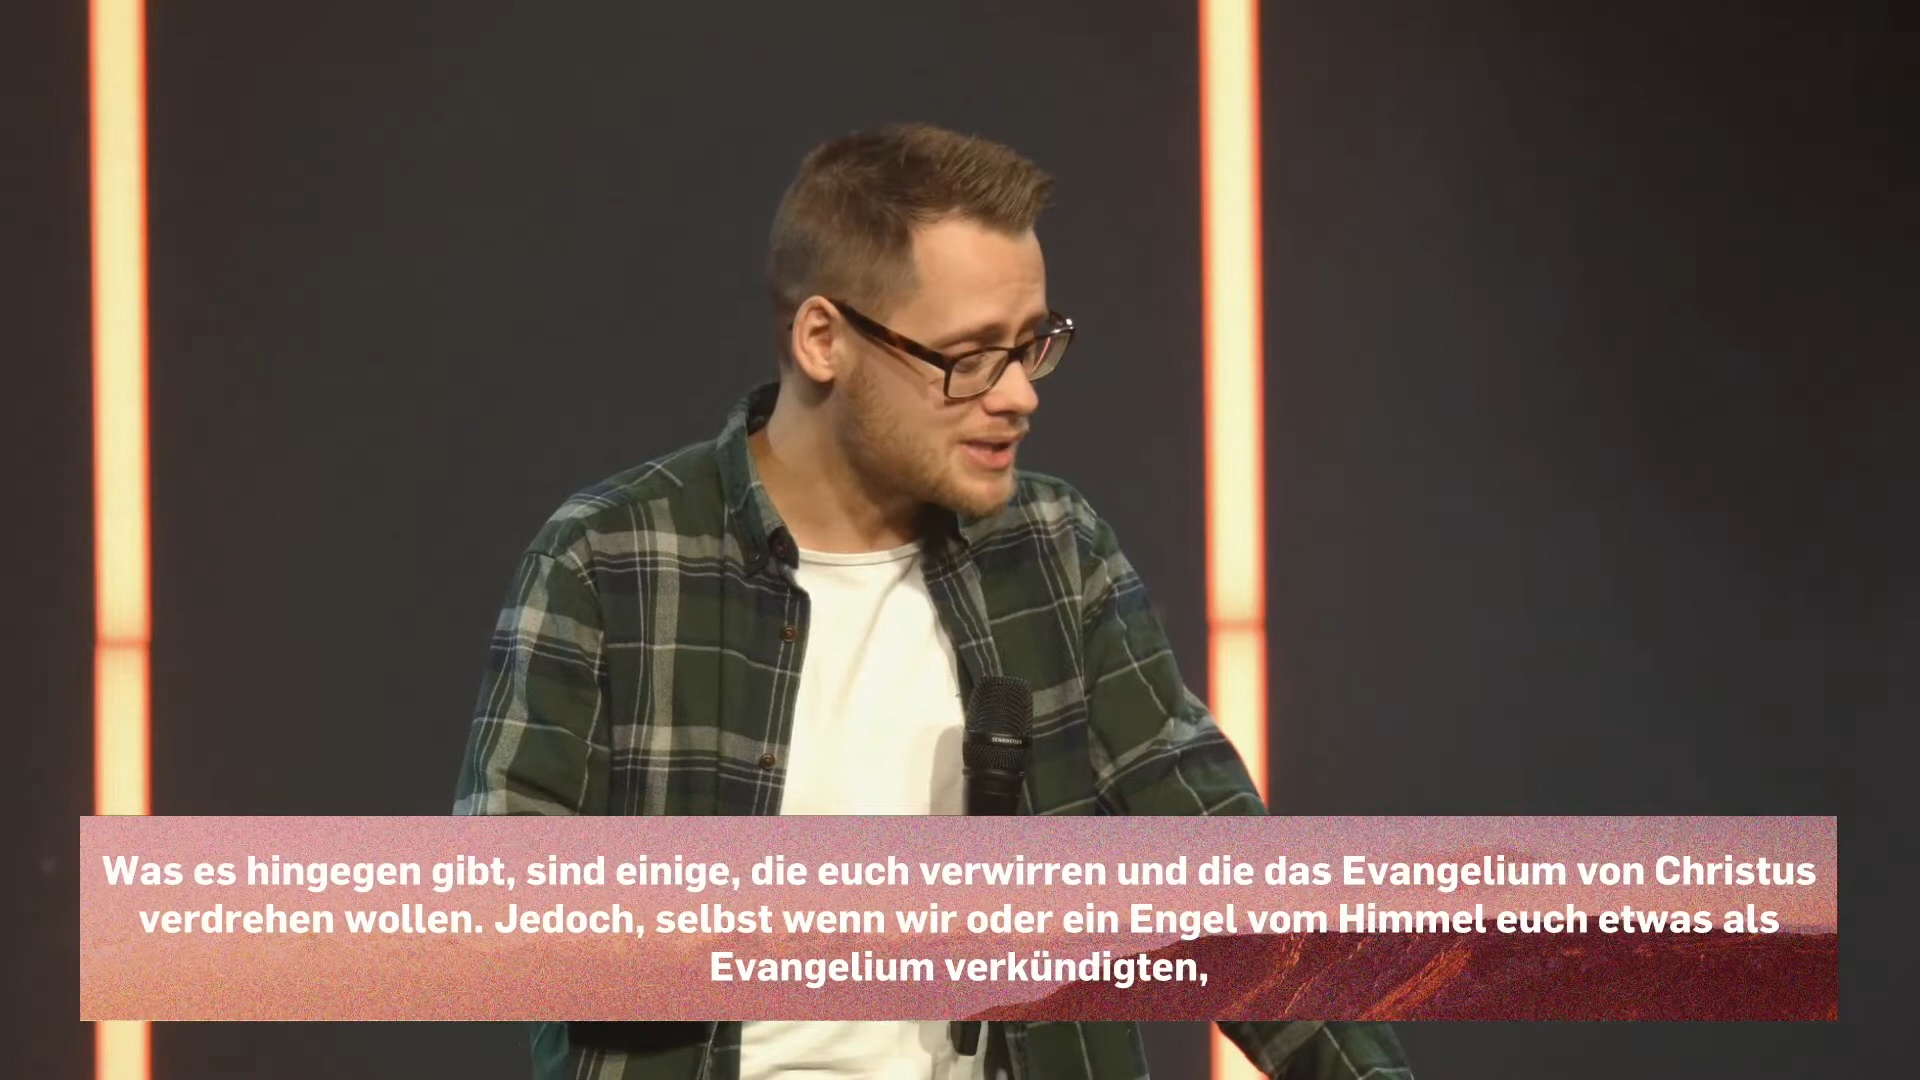 SENNHEISER
Was es hingegen gibt, sind einige, die euch verwirren und die das Evangelium von Christus
verdrehen wollen. Jedoch, selbst wenn wir oder ein Engel vom Himmel euch etwas als
Evangelium verkündigten,